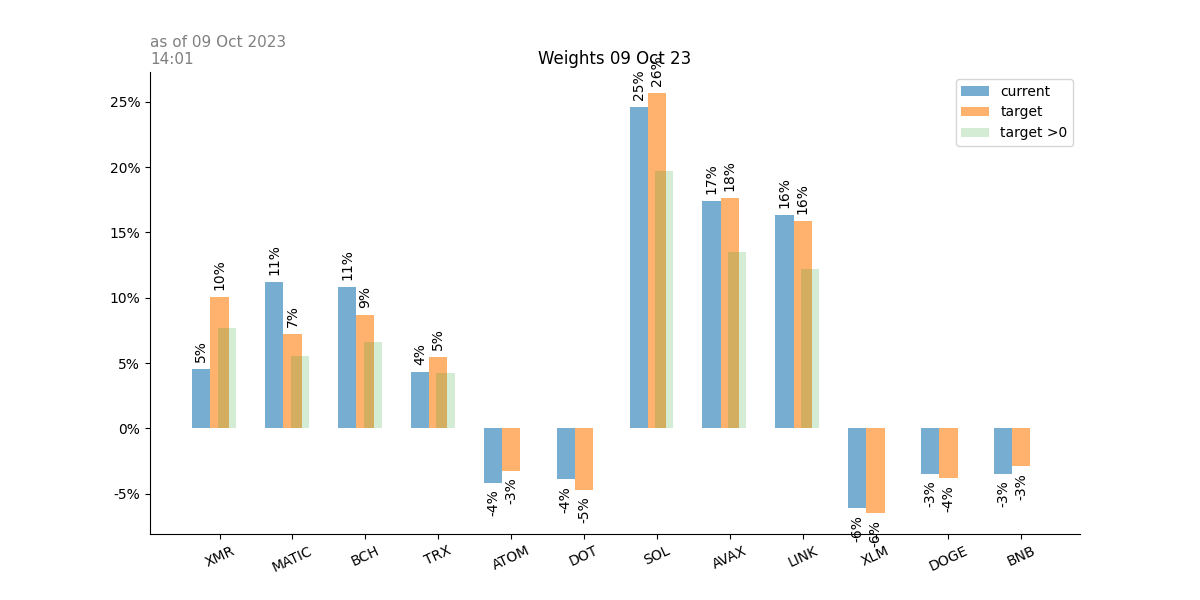 as of 09 Oct 2023
14:01
Weights 09 Oct 23
current
target
target >0
25%
20%
15%
10%
5%
0%
-5%
5%
10%
11%
7%
11%
9%
4%
5%
-4%
-3%
-4%
-5%
25%
26%
17%
18%
16%
16%
-6%
-6%
-3%
-4%
-3%
-3%
XMR
MATIC
BCH
TRX
ATOM
DOT
SOL
AVAX
LINK
XLM
DOGE
BNB